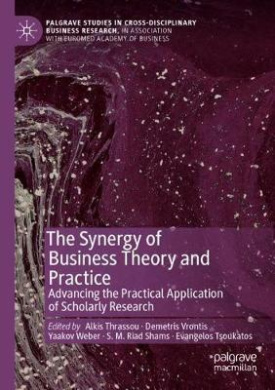 PALGRAVE STUDIES IN CROSS-DISCIPLINARY
BUSINESS RESEARCH, IN ASSOCIATION
WITH EUROMED ACADEMY OF BUSINESS
The Synergy of
Business Theory and
Practice
Advancing the Practical Application
of Scholarly Research
Edited by Alkis Thrassou · Demetris Vrontis
Yaakov Weber · S. M. Riad Shams · Evangelos Tsoukatos
palgrave
macmillan